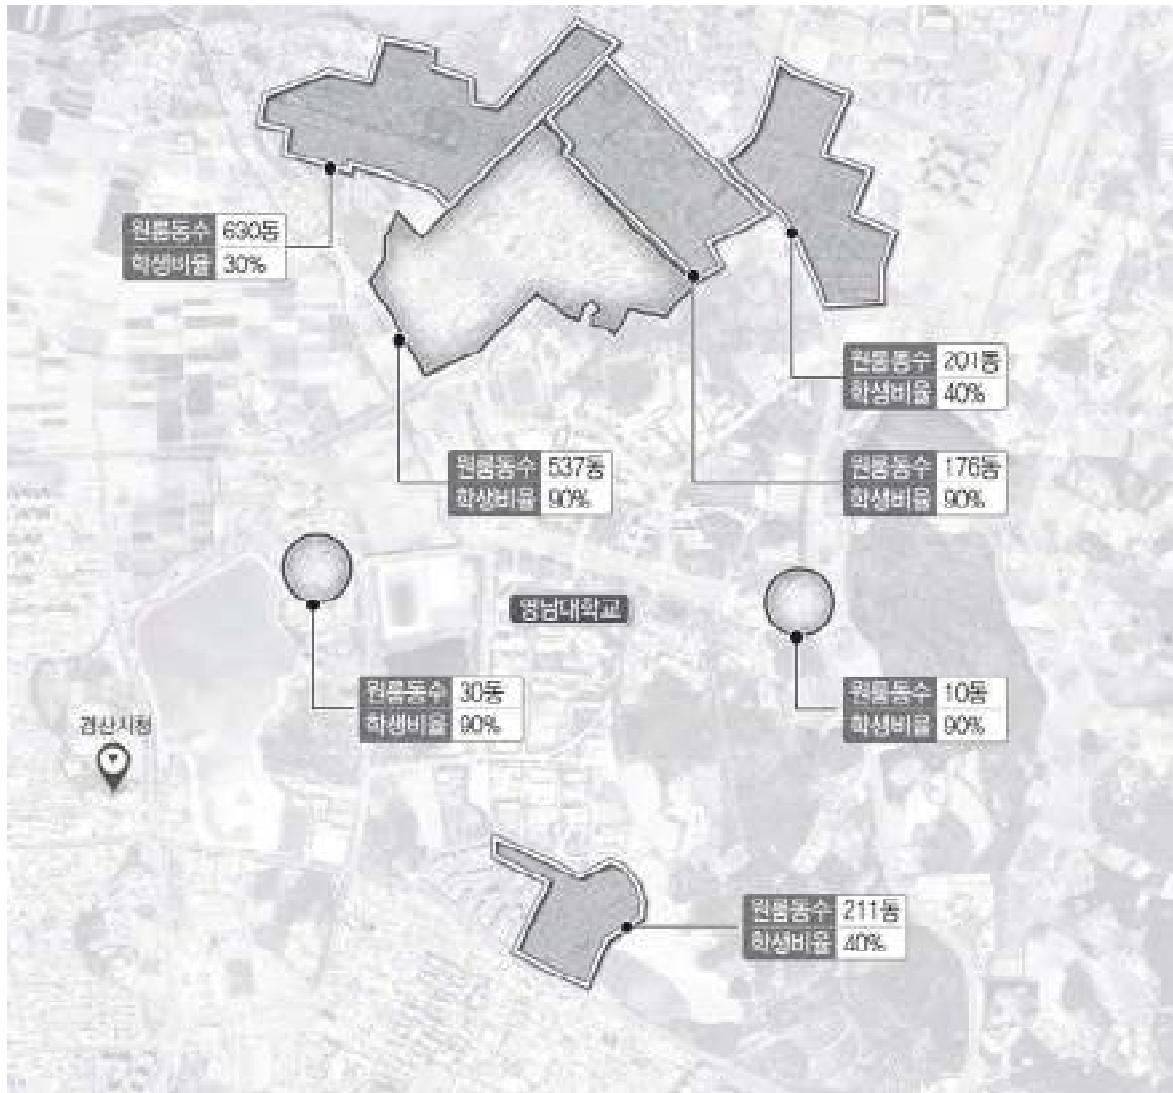 원룸동수 690동
학생비율 30%
원룸동수 201동
학생비율 40%
원룸동수 537동
학생비율 90%
원룸동수 176동
학생비율 90%
영남대학교
원룸동수 30동
학생비율 90%
원룸동수 10동
학생비율 90%
경산시청
원룸동수 211동
학생비율 40%